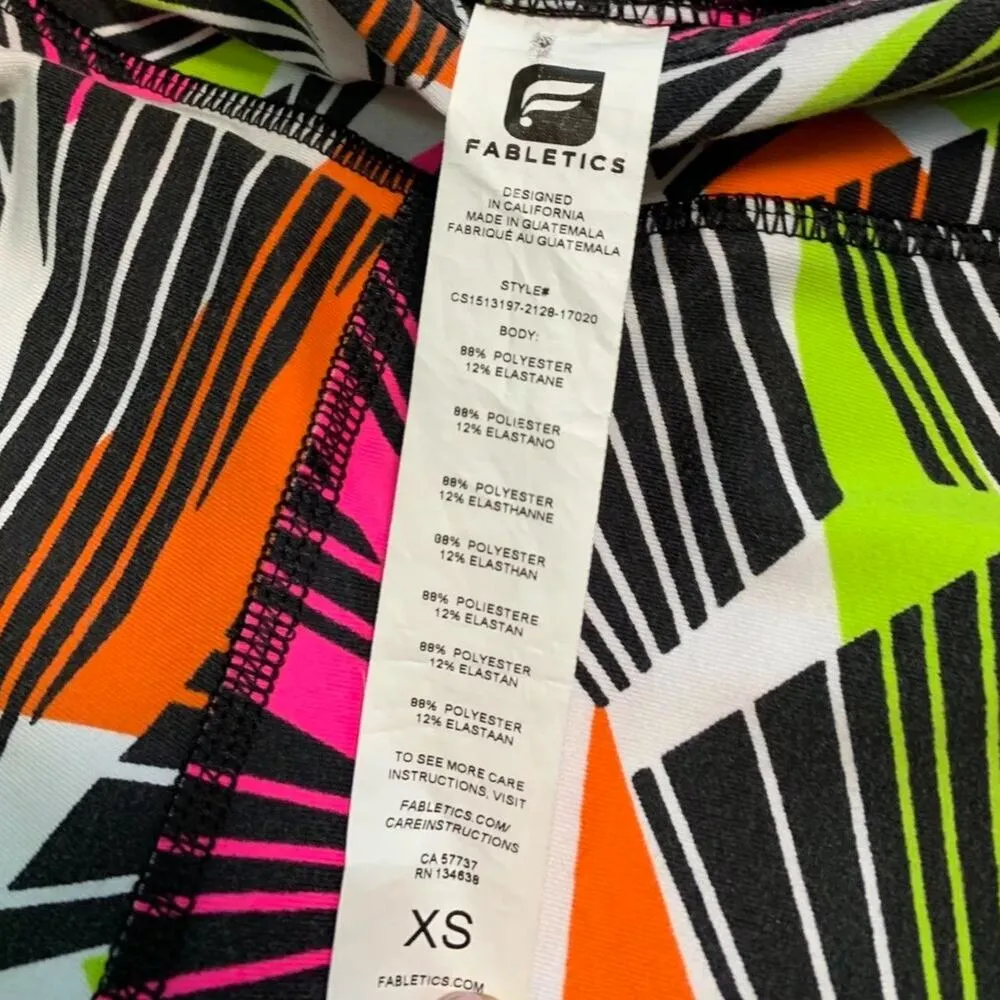 FABLETICS
DESIGNED
IN CALIFORNIA
MADE IN GUATEMALA
FABRIQUÉ AU GUATEMALA
STYLE#
CS1513197-2128-17020
BODY:
88% POLYESTER
12% ELASTANE
88% POLIESTER
12% ELASTANO
88% POLYESTER
12% ELASTHANNE
88% POLYESTER
12% ELASTHAN
88% POLIESTERE
12% ELASTAN
88% POLYESTER
12% ELASTAN
88% POLYESTER
12% ELASTAAN
TO SEE MORE CARE
INSTRUCTIONS, VISIT
FABLETICS.COM/
CAREINSTRUCTIONS
CA 57737
RN 134638
XS
FABLETICS.COM